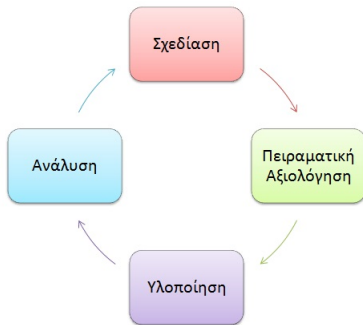 Σχεδίαση
Πειραματική
Αξιολόγηση
Υλοποίηση
Ανάλυση